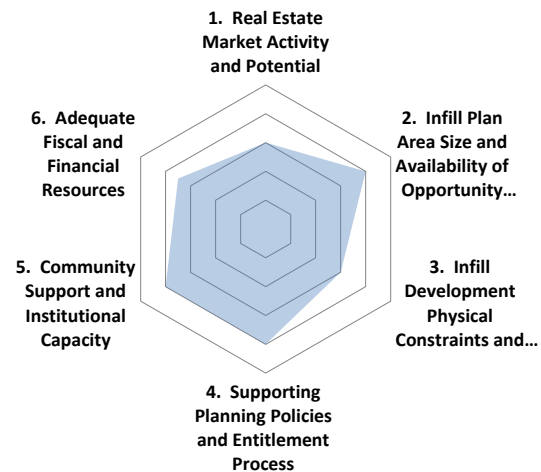 1. Real Estate
Market Activity
and Potential
2. Infill Plan
Area Size and
Availability of
Opportunity...
3. Infill
Development
Physical
Constraints and...
4. Supporting
Planning Policies
and Entitlement
Process
5. Community
Support and
Institutional
Capacity
6. Adequate
Fiscal and
Financial
Resources